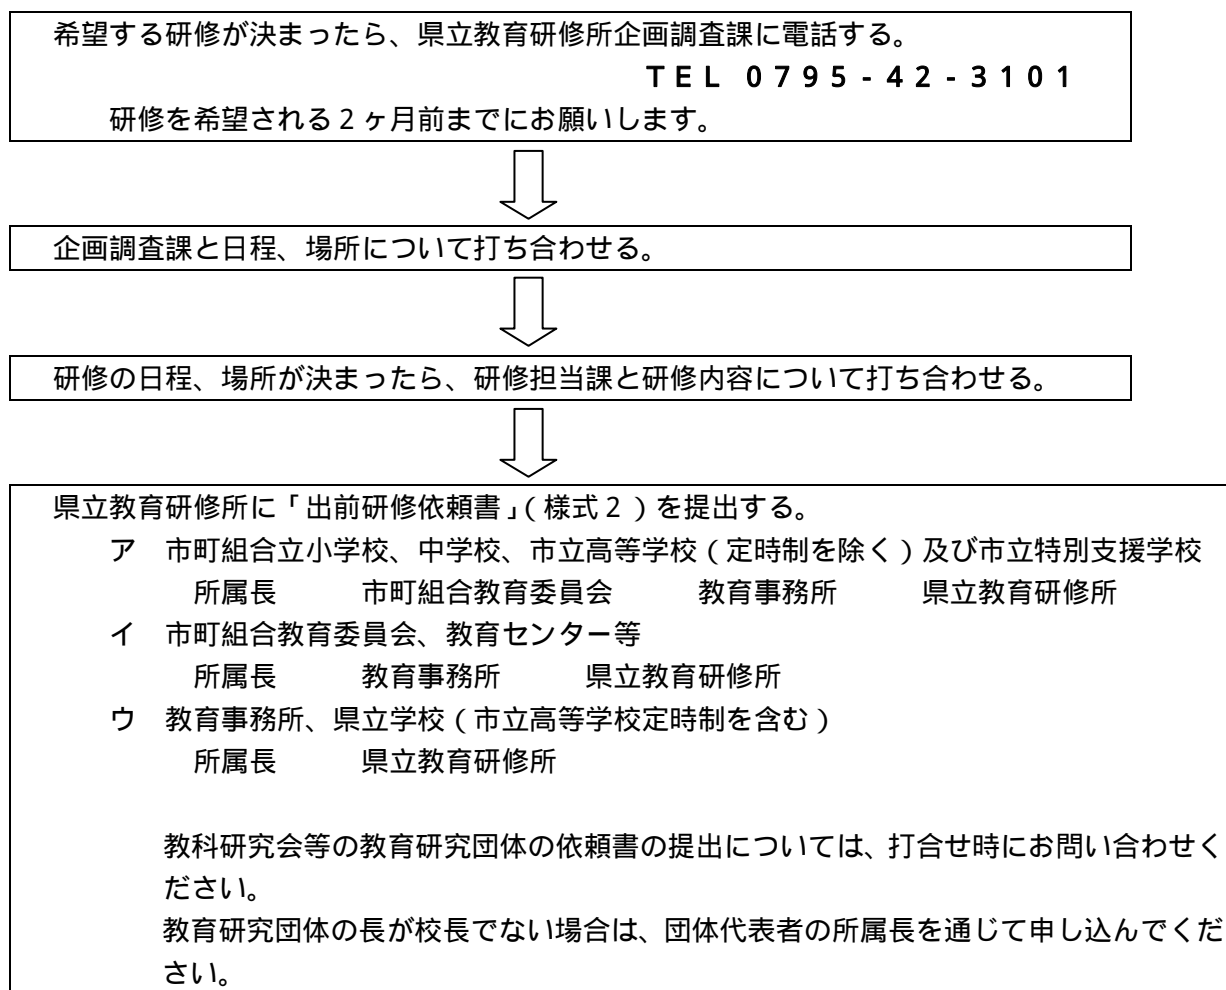 希望する研修が決まったら、県立教育研修所企画調査課に電話する。
ＴＥＬ ０７９５-４２-３１０１
研修を希望される２ヶ月前までにお願いします。
企画調査課と日程、場所について打ち合わせる。
研修の日程、場所が決まったら、研修担当課と研修内容について打ち合わせる。
県立教育研修所に「出前研修依頼書」（様式２）を提出する。
ア　市町組合立小学校、中学校、市立高等学校（定時制を除く）及び市立特別支援学校
所属長　　市町組合教育委員会　　教育事務所　　県立教育研修所
イ　市町組合教育委員会、教育センター等
所属長　　教育事務所　　県立教育研修所
ウ　教育事務所、県立学校（市立高等学校定時制を含む）
所属長　　県立教育研修所
教科研究会等の教育研究団体の依頼書の提出については、打合せ時にお問い合わせく
ださい。
教育研究団体の長が校長でない場合は、団体代表者の所属長を通じて申し込んでくだ
さい。